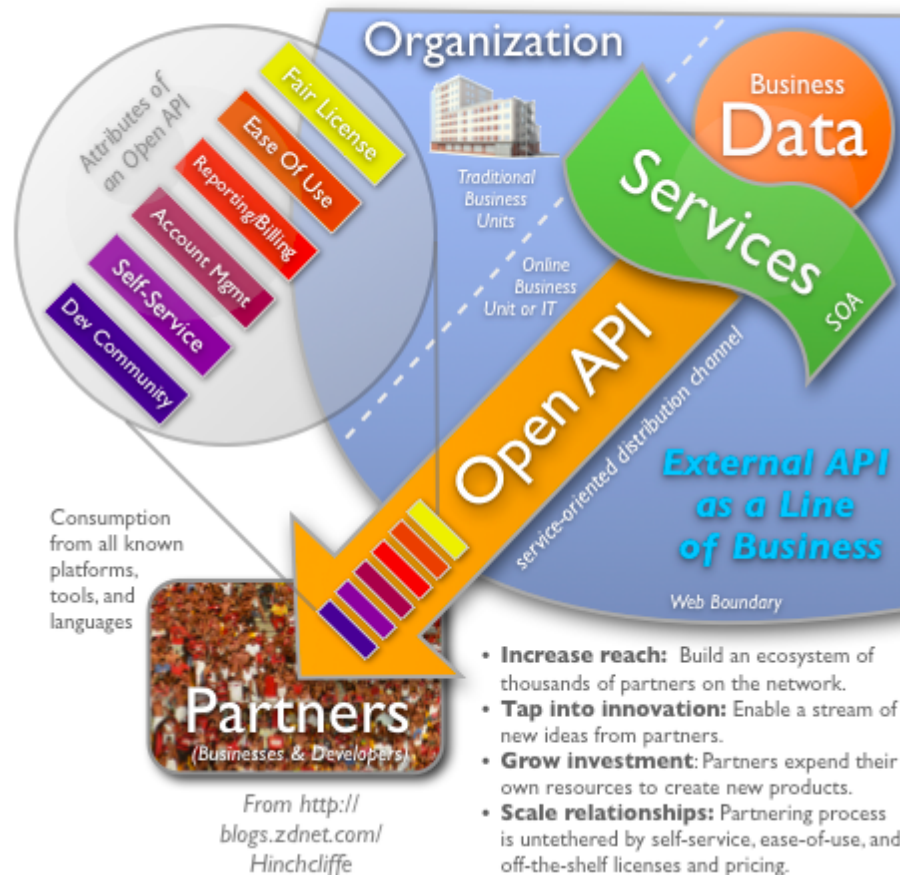 Organization
Attributes of
an Open API
Fair License
Ease Of Use
Reporting/Billing
Account Mgmt
Self-Service
Dev Community
Traditional
Business
Units
Online
Business
Unit or IT
Business
Data
Services
SOA
Open API
service-oriented distribution channel
External API
as a Line
of Business
Web Boundary
Consumption
from all known
platforms,
tools, and
languages
Partners
(Businesses & Developers)
From http://
blogs.zdnet.com/
Hinchcliffe
• Increase reach: Build an ecosystem of
thousands of partners on the network.
• Tap into innovation: Enable a stream of
new ideas from partners.
• Grow investment: Partners expend their
own resources to create new products.
• Scale relationships: Partnering process
is untethered by self-service, ease-of-use, and
off-the-shelf licenses and pricing.